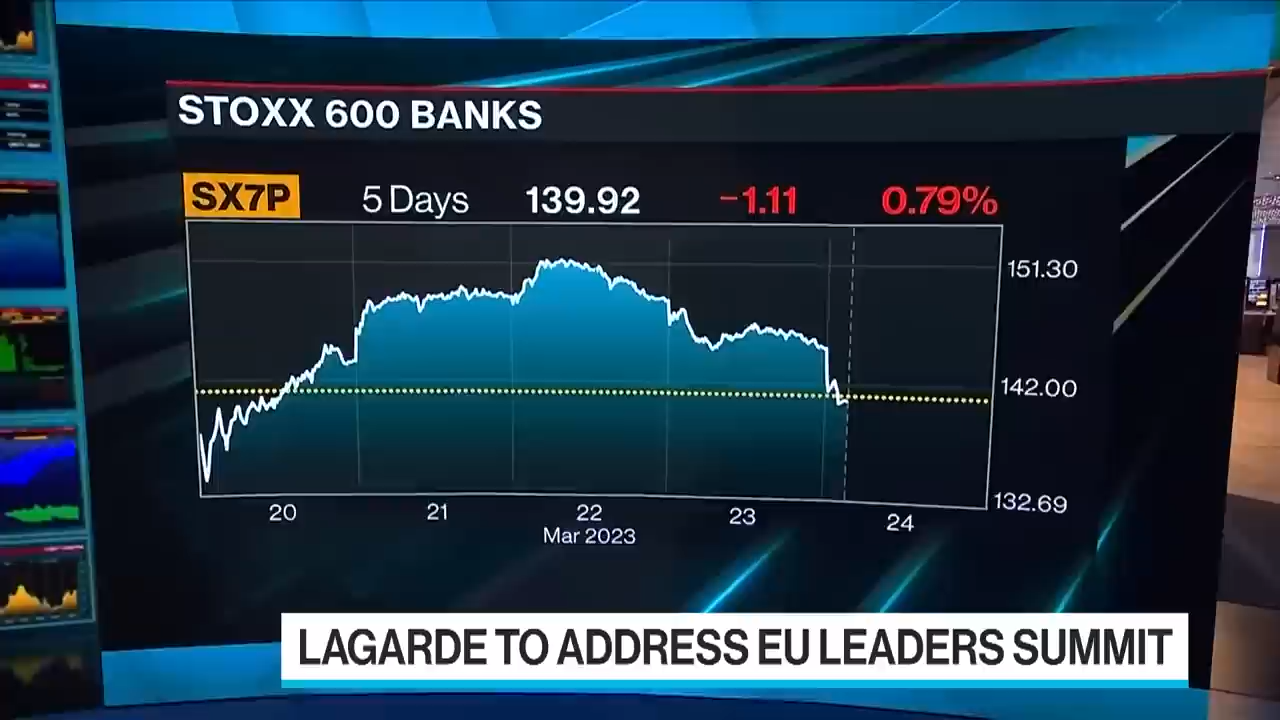 STOXX 600 BANKS
SX7P 5 Days 139.92 -1.11 0.79%
151.30
142.00
132.69
20 21 22 23 24
Mar 2023
LAGARDE TO ADDRESS EU LEADERS SUMMIT